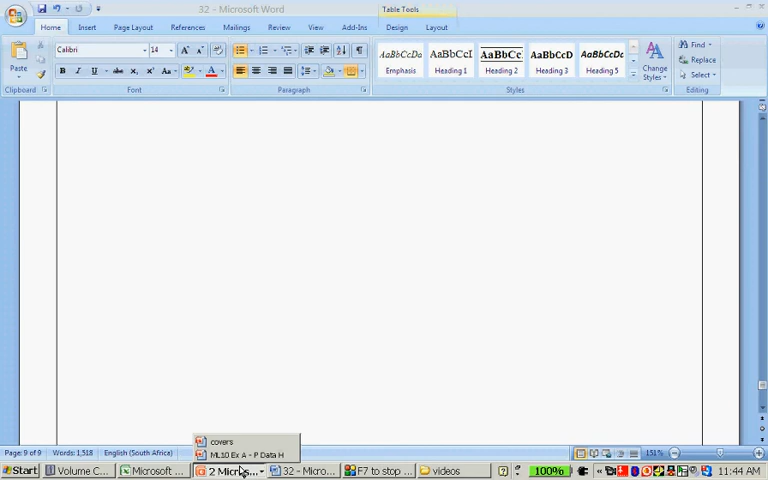 32 - Microsoft Word
Table Tools
Home Insert Page Layout References Mailings Review View Add-Ins Design Layout
Paste
Calibri 14
AaBbCcDa AaBbCcI AaBbCc AaBbCcD AaBbCcDc
Emphasis Heading 1 Heading 2 Heading 3 Heading 5
Change Styles
Find
Replace
Select
Clipboard Font Paragraph Styles Editing
covers
ML10 Ex A - P Data H
Page: 9 of 9 Words: 1,518 English (South Africa) 151%
Start Volume C... Microsoft ... 2 Micros... 32 - Micro... F7 to stop ... videos 100% 11:44 AM